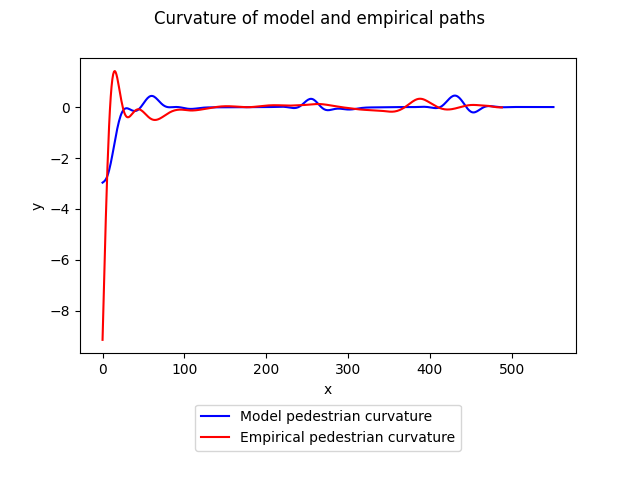 Curvature of model and empirical paths
0
−2
−4
−6
−8
y
0 100 200 300 400 500
x
Model pedestrian curvature
Empirical pedestrian curvature